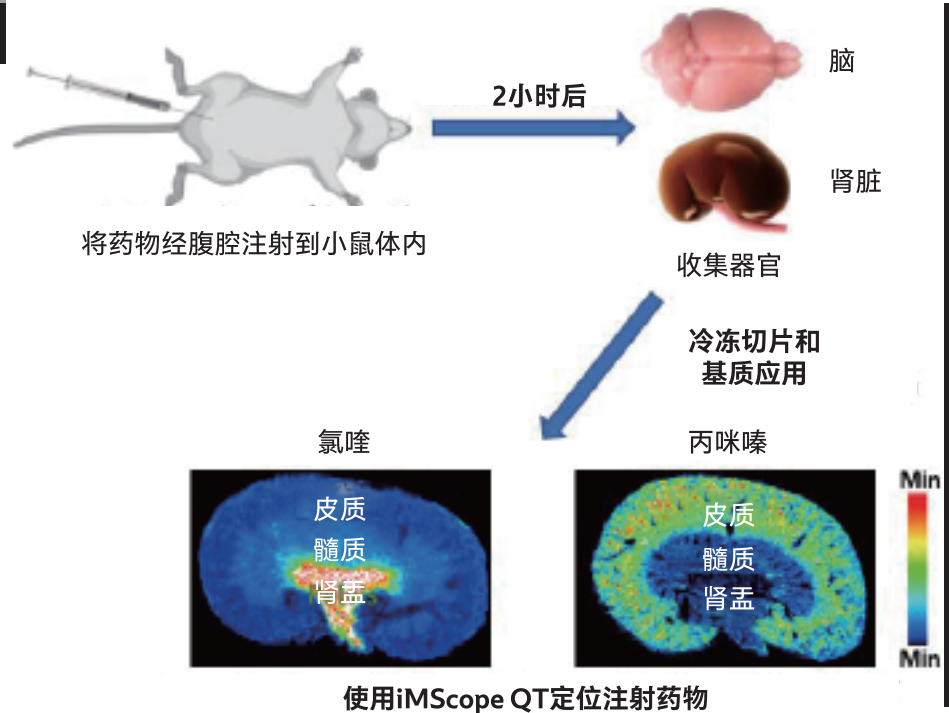 2小时后
脑
肾脏
将药物经腹腔注射到小鼠体内
收集器官
冷冻切片和
基质应用
氯喹
丙咪嗪
Min
皮质
髓质
肾盂
皮质
髓质
肾盂
Min
使用iMScope QT定位注射药物